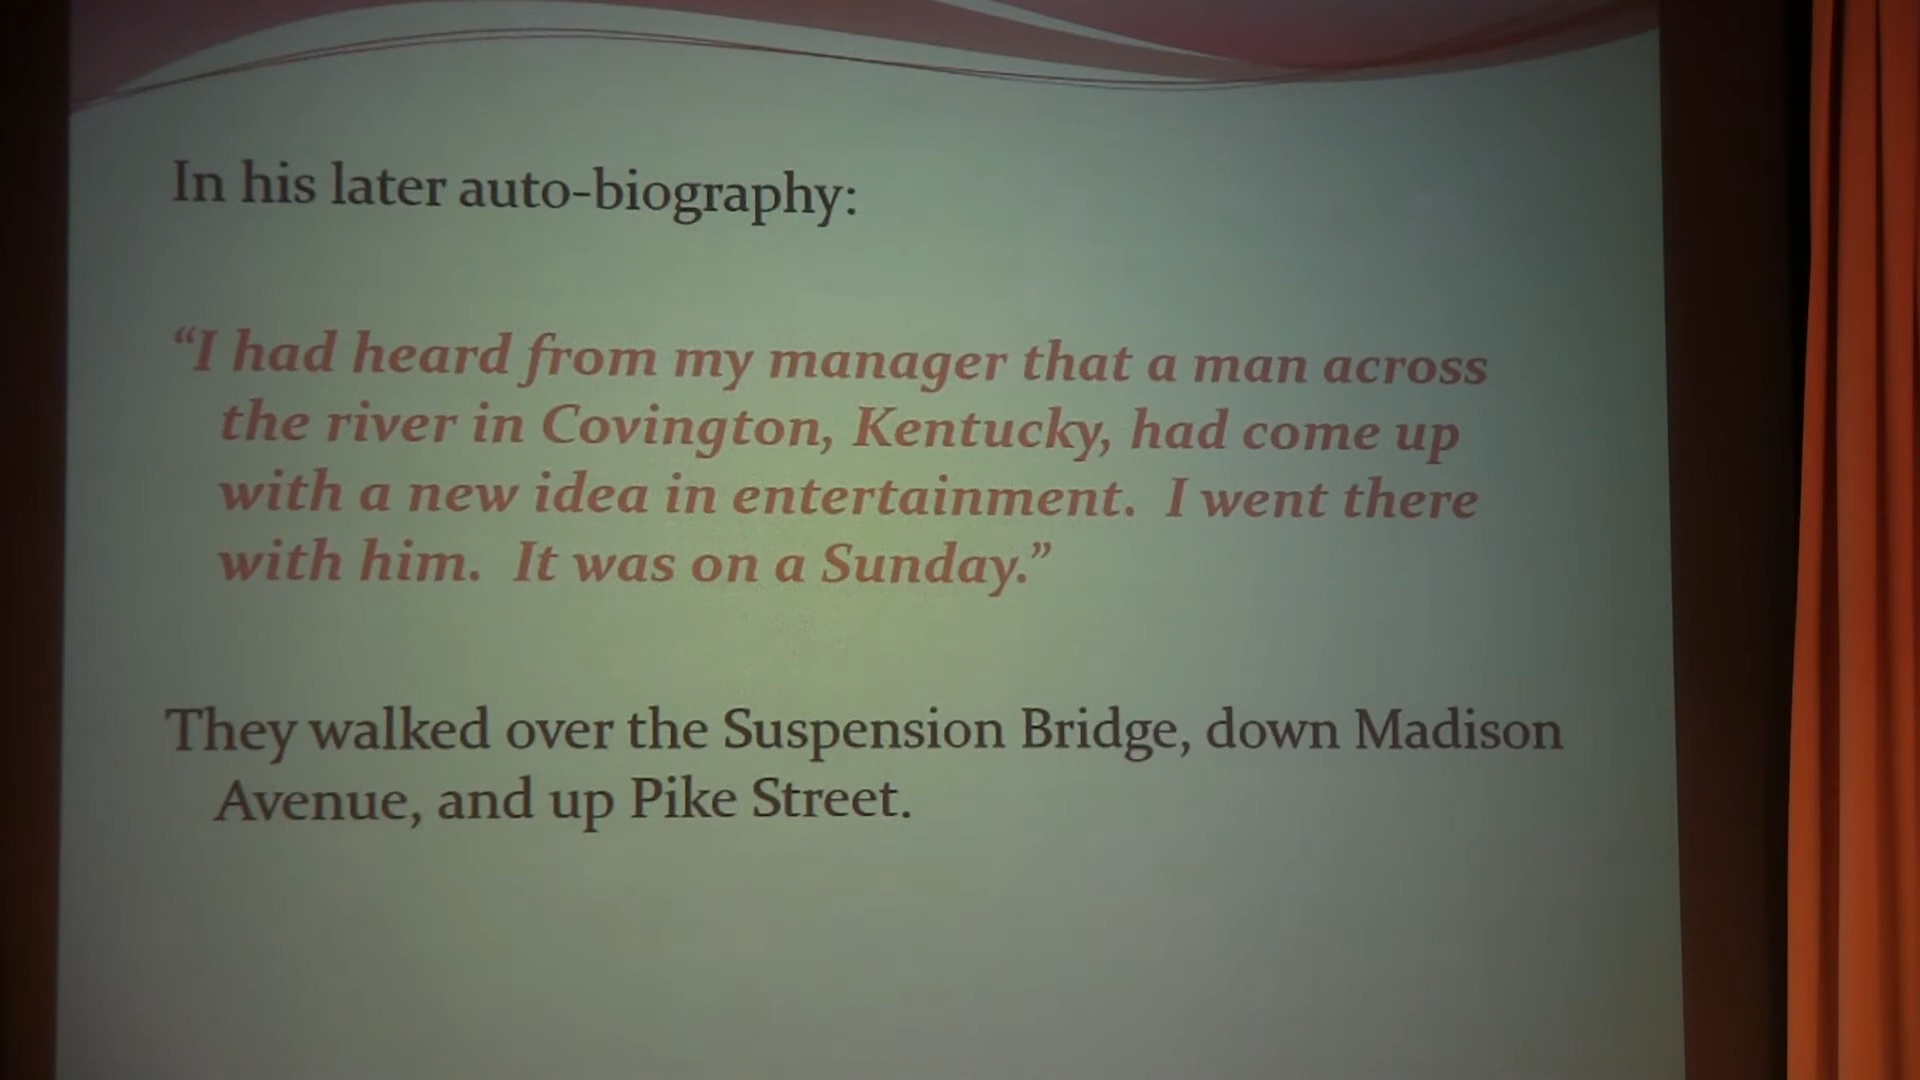 In his later auto-biography:
“I had heard from my manager that a man across
the river in Covington, Kentucky, had come up
with a new idea in entertainment.  I went there
with him.  It was on a Sunday.”
They walked over the Suspension Bridge, down Madison
Avenue, and up Pike Street.